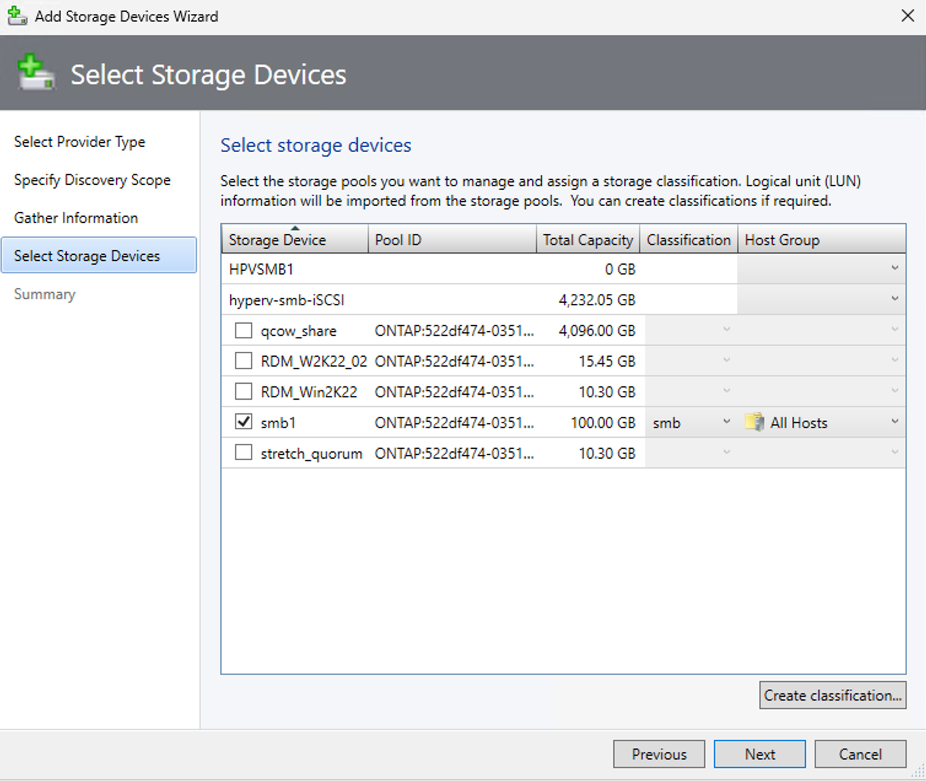 Add Storage Devices Wizard
Select Storage Devices
Select Provider Type
Specify Discovery Scope
Gather Information
Select Storage Devices
Summary
Select storage devices
Select the storage pools you want to manage and assign a storage classification. Logical unit (LUN)
information will be imported from the storage pools.  You can create classifications if required.
Storage Device Pool ID Total Capacity Classification Host Group
HPVSMB1 0 GB
hyperv-smb-iSCSI 4,232.05 GB
qcow_share ONTAP:522df474-0351... 4,096.00 GB
RDM_W2K22_02 ONTAP:522df474-0351... 15.45 GB
RDM_Win2K22 ONTAP:522df474-0351... 10.30 GB
smb1 ONTAP:522df474-0351... 100.00 GB smb All Hosts
stretch_quorum ONTAP:522df474-0351... 10.30 GB
Create classification...
Previous Next Cancel